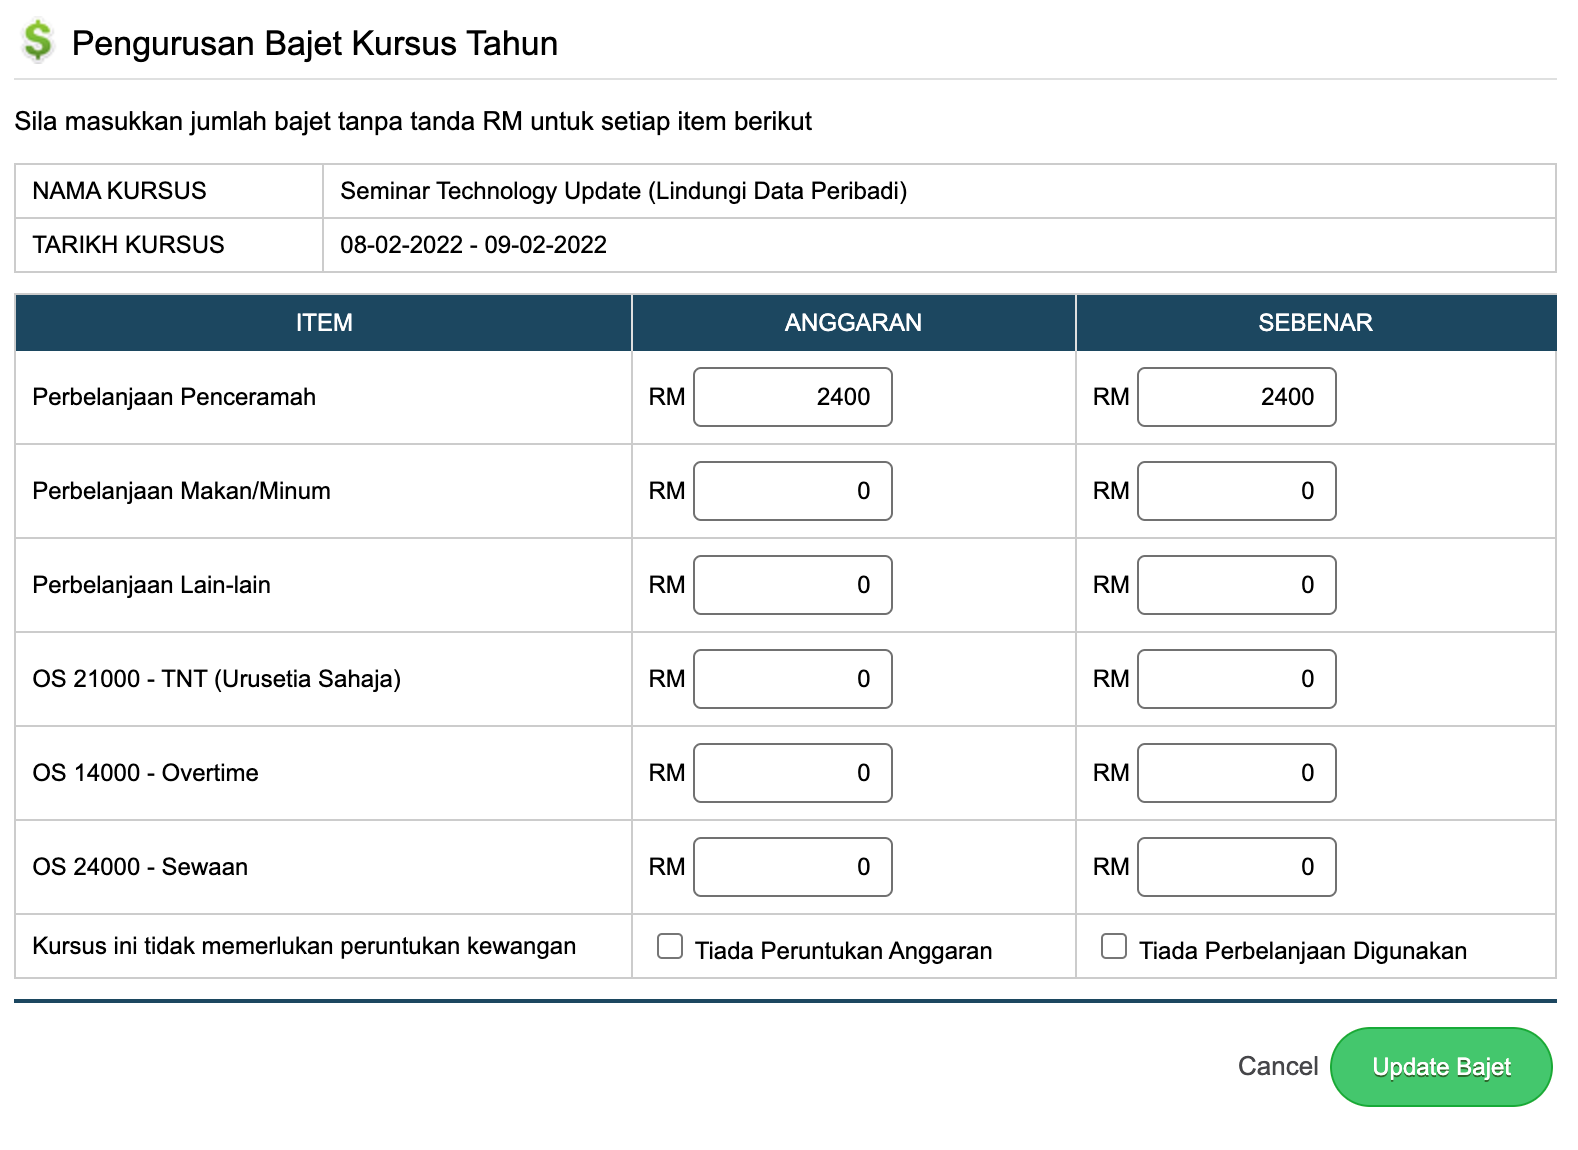 Pengurusan Bajet Kursus Tahun
Sila masukkan jumlah bajet tanpa tanda RM untuk setiap item berikut
NAMA KURSUS Seminar Technology Update (Lindungi Data Peribadi)
TARIKH KURSUS 08-02-2022 - 09-02-2022
ITEM ANGGARAN SEBENAR
Perbelanjaan Penceramah RM 2400 RM 2400
Perbelanjaan Makan/Minum RM 0 RM 0
Perbelanjaan Lain-lain RM 0 RM 0
OS 21000 - TNT (Urusetia Sahaja) RM 0 RM 0
OS 14000 - Overtime RM 0 RM 0
OS 24000 - Sewaan RM 0 RM 0
Kursus ini tidak memerlukan peruntukan kewangan Tiada Peruntukan Anggaran Tiada Perbelanjaan Digunakan
Cancel Update Bajet